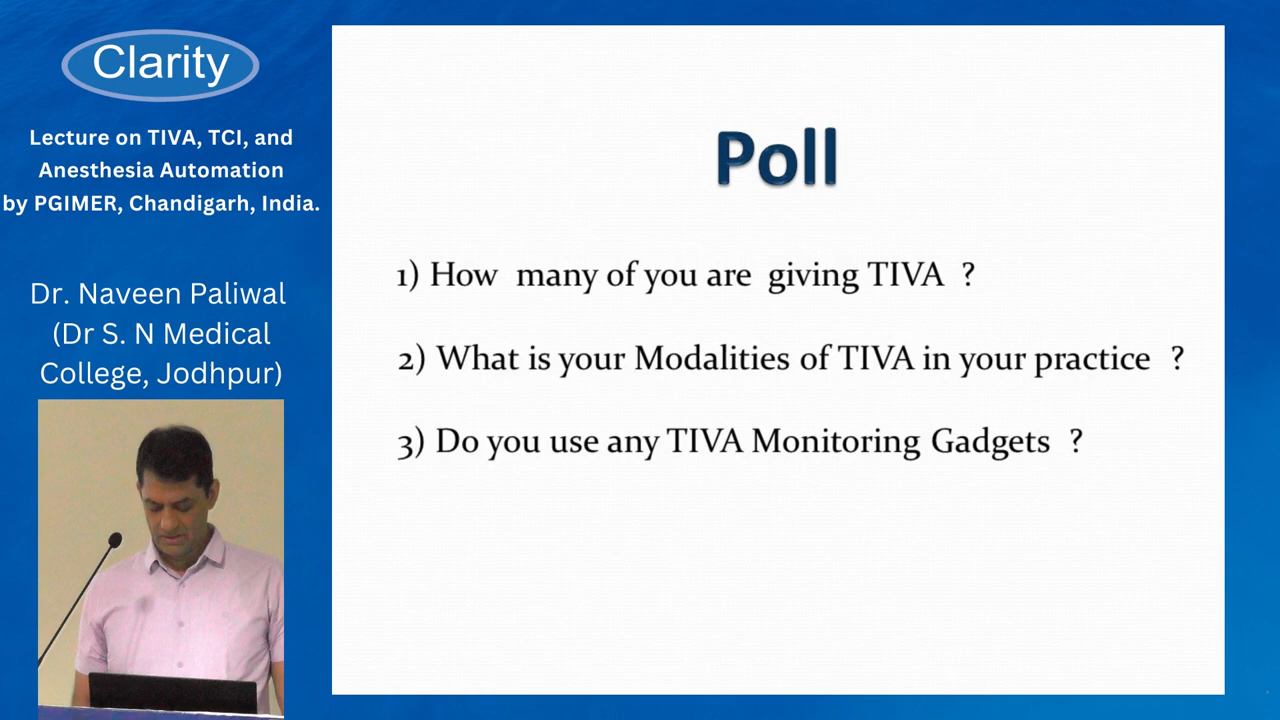 Clarity
Lecture on TIVA, TCI, and
Anesthesia Automation
by PGIMER, Chandigarh, India.
Dr. Naveen Paliwal
(Dr S. N Medical
College, Jodhpur)
Poll
1) How many of you are giving TIVA ?
2) What is your Modalities of TIVA in your practice ?
3) Do you use any TIVA Monitoring Gadgets ?